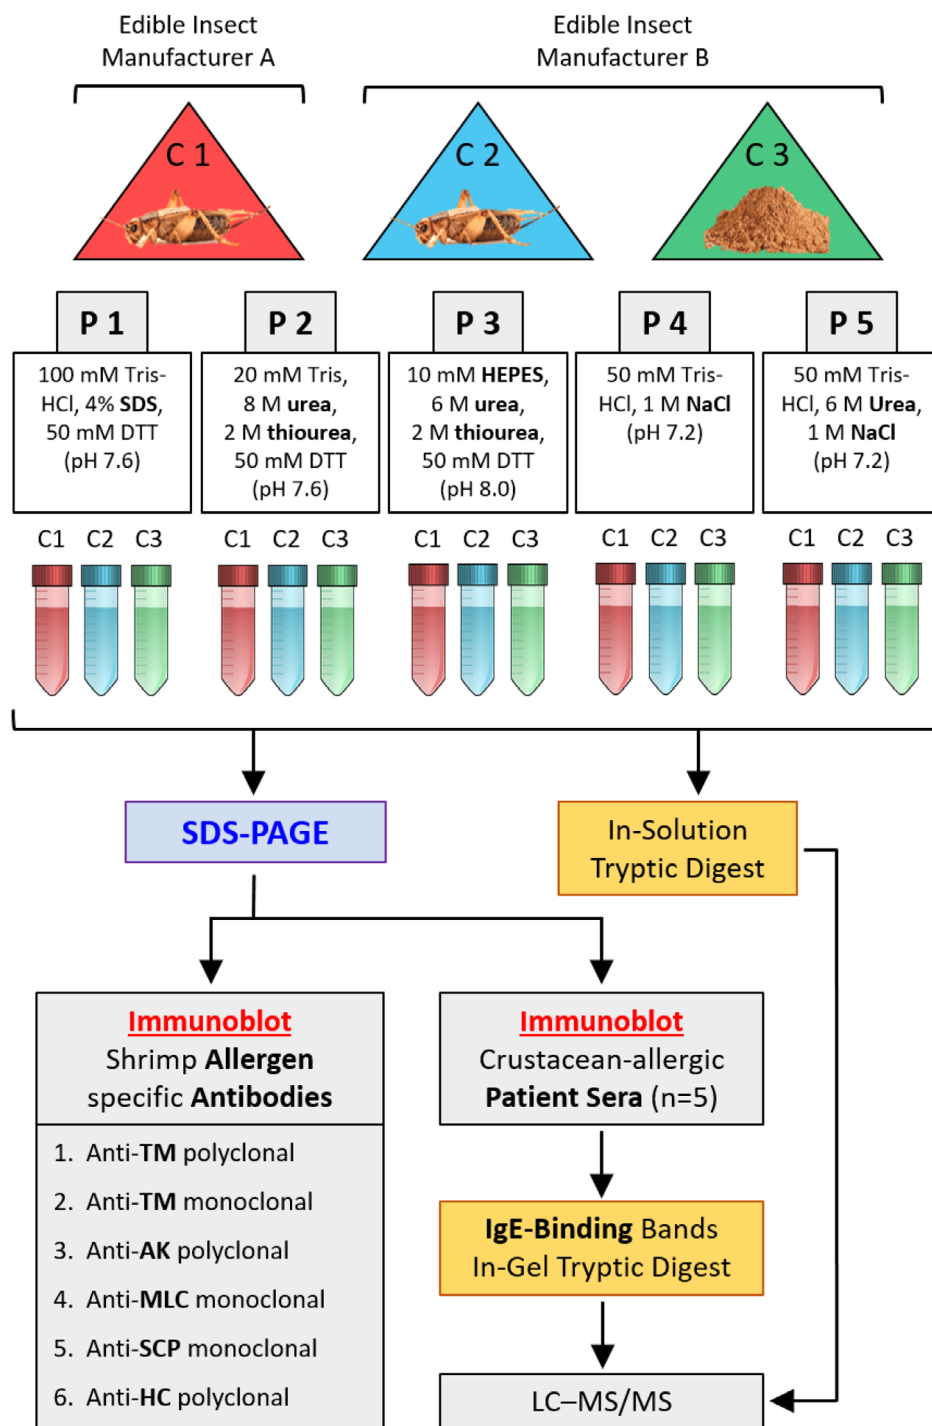 Edible Insect
Manufacturer A
Edible Insect
Manufacturer B
C 1
C 2
C 3
P 1
100 mM Tris-
HCl, 4% SDS,
50 mM DTT
(pH 7.6)
P 2
20 mM Tris,
8 M urea,
2 M thiourea,
50 mM DTT
(pH 7.6)
P 3
10 mM HEPES,
6 M urea,
2 M thiourea,
50 mM DTT
(pH 8.0)
P 4
50 mM Tris-
HCl, 1 M NaCl
(pH 7.2)
P 5
50 mM Tris-
HCl, 6 M Urea,
1 M NaCl
(pH 7.2)
C1 C2 C3
C1 C2 C3
C1 C2 C3
C1 C2 C3
C1 C2 C3
SDS-PAGE
In-Solution
Tryptic Digest
Immunoblot
Shrimp Allergen
specific Antibodies
1. Anti-TM polyclonal
2. Anti-TM monoclonal
3. Anti-AK polyclonal
4. Anti-MLC monoclonal
5. Anti-SCP monoclonal
6. Anti-HC polyclonal
Immunoblot
Crustacean-allergic
Patient Sera (n=5)
IgE-Binding Bands
In-Gel Tryptic Digest
LC–MS/MS